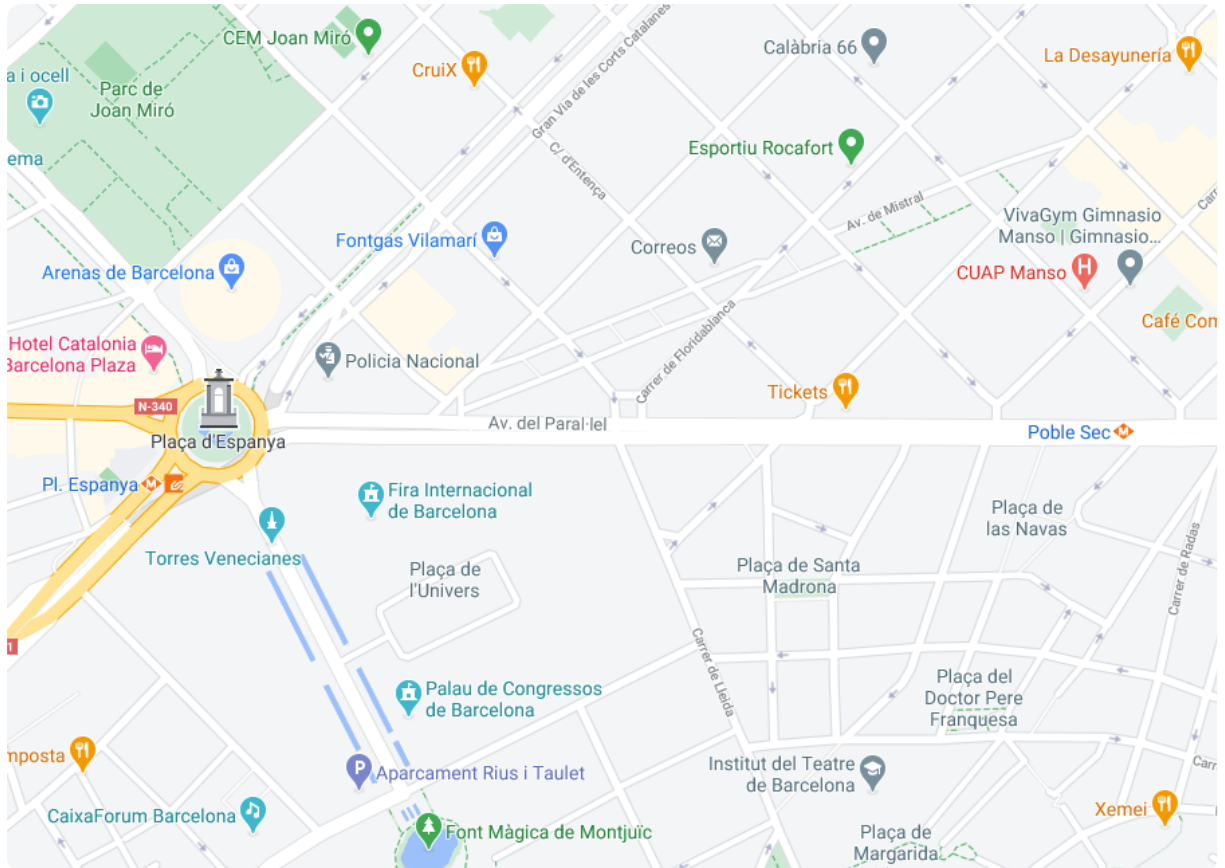 CEM Joan Miró
CruiX
Calàbria 66
La Desayunería
a i ocell
Parc de
Joan Miró
ema
Gran Via de les Corts Catalanes
C/ d'Entença
Esportiu Rocafort
Av. de Mistral
VivaGym Gimnasio
Manso | Gimnasio...
Carre
Fontgas Vilamarí
Correos
CUAP Manso
Arenas de Barcelona
Café Com
Hotel Catalonia
Barcelona Plaza
Policia Nacional
Carrer de Floridablanca
Tickets
N-340
Av. del Paral·lel
Plaça d'Espanya
Poble Sec
Pl. Espanya
Fira Internacional
de Barcelona
Plaça de
las Navas
Torres Venecianes
Plaça de
l'Univers
Plaça de Santa
Madrona
Carrer de Radas
1
Carrer de Lleida
Palau de Congressos
de Barcelona
Plaça del
Doctor Pere
Franquesa
mposta
Aparcament Rius i Taulet
Institut del Teatre
de Barcelona
Carr
CaixaForum Barcelona
Font Màgica de Montjuïc
Xemei
Plaça de
Margarida